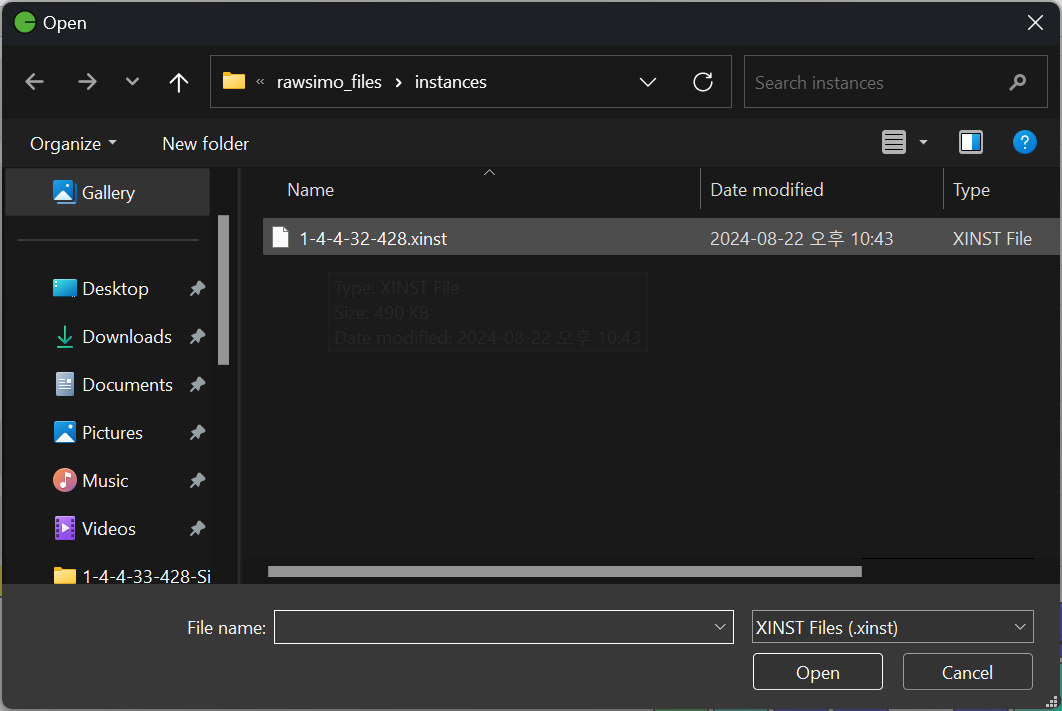 Open
« rawsimo_files › instances
Search instances
Organize
New folder
Gallery
Desktop
Downloads
Documents
Pictures
Music
Videos
1-4-4-33-428-Si
Name Date modified Type
1-4-4-32-428.xinst 2024-08-22 오후 10:43 XINST File
Type: XINST File
Size: 490 KB
Date modified: 2024-08-22 오후 10:43
File name:
XINST Files (.xinst)
Open
Cancel